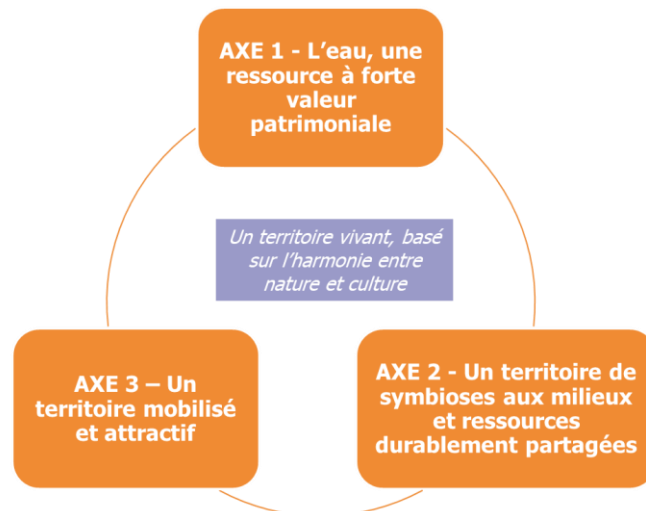 AXE 1 - L’eau, une
ressource à forte
valeur
patrimoniale
Un territoire vivant, basé
sur l’harmonie entre
nature et culture
AXE 3 – Un
territoire mobilisé
et attractif
AXE 2 - Un territoire de
symbioses aux milieux
et ressources
durablement partagées